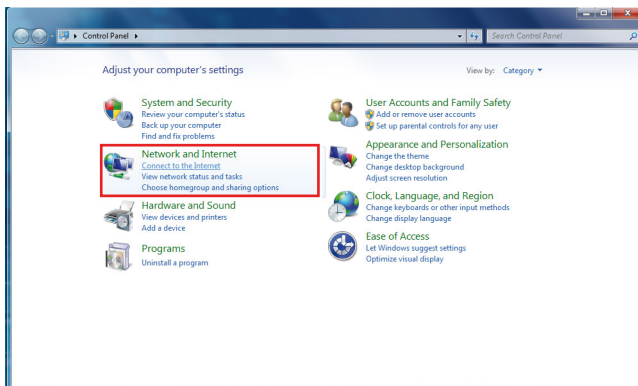 Control Panel
Search Control Panel
Adjust your computer's settings
View by: Category
System and Security
Review your computer's status
Back up your computer
Find and fix problems
Network and Internet
Connect to the Internet
View network status and tasks
Choose homegroup and sharing options
Hardware and Sound
View devices and printers
Add a device
Programs
Uninstall a program
User Accounts and Family Safety
Add or remove user accounts
Set up parental controls for any user
Appearance and Personalization
Change the theme
Change desktop background
Adjust screen resolution
Clock, Language, and Region
Change keyboards or other input methods
Change display language
Ease of Access
Let Windows suggest settings
Optimize visual display